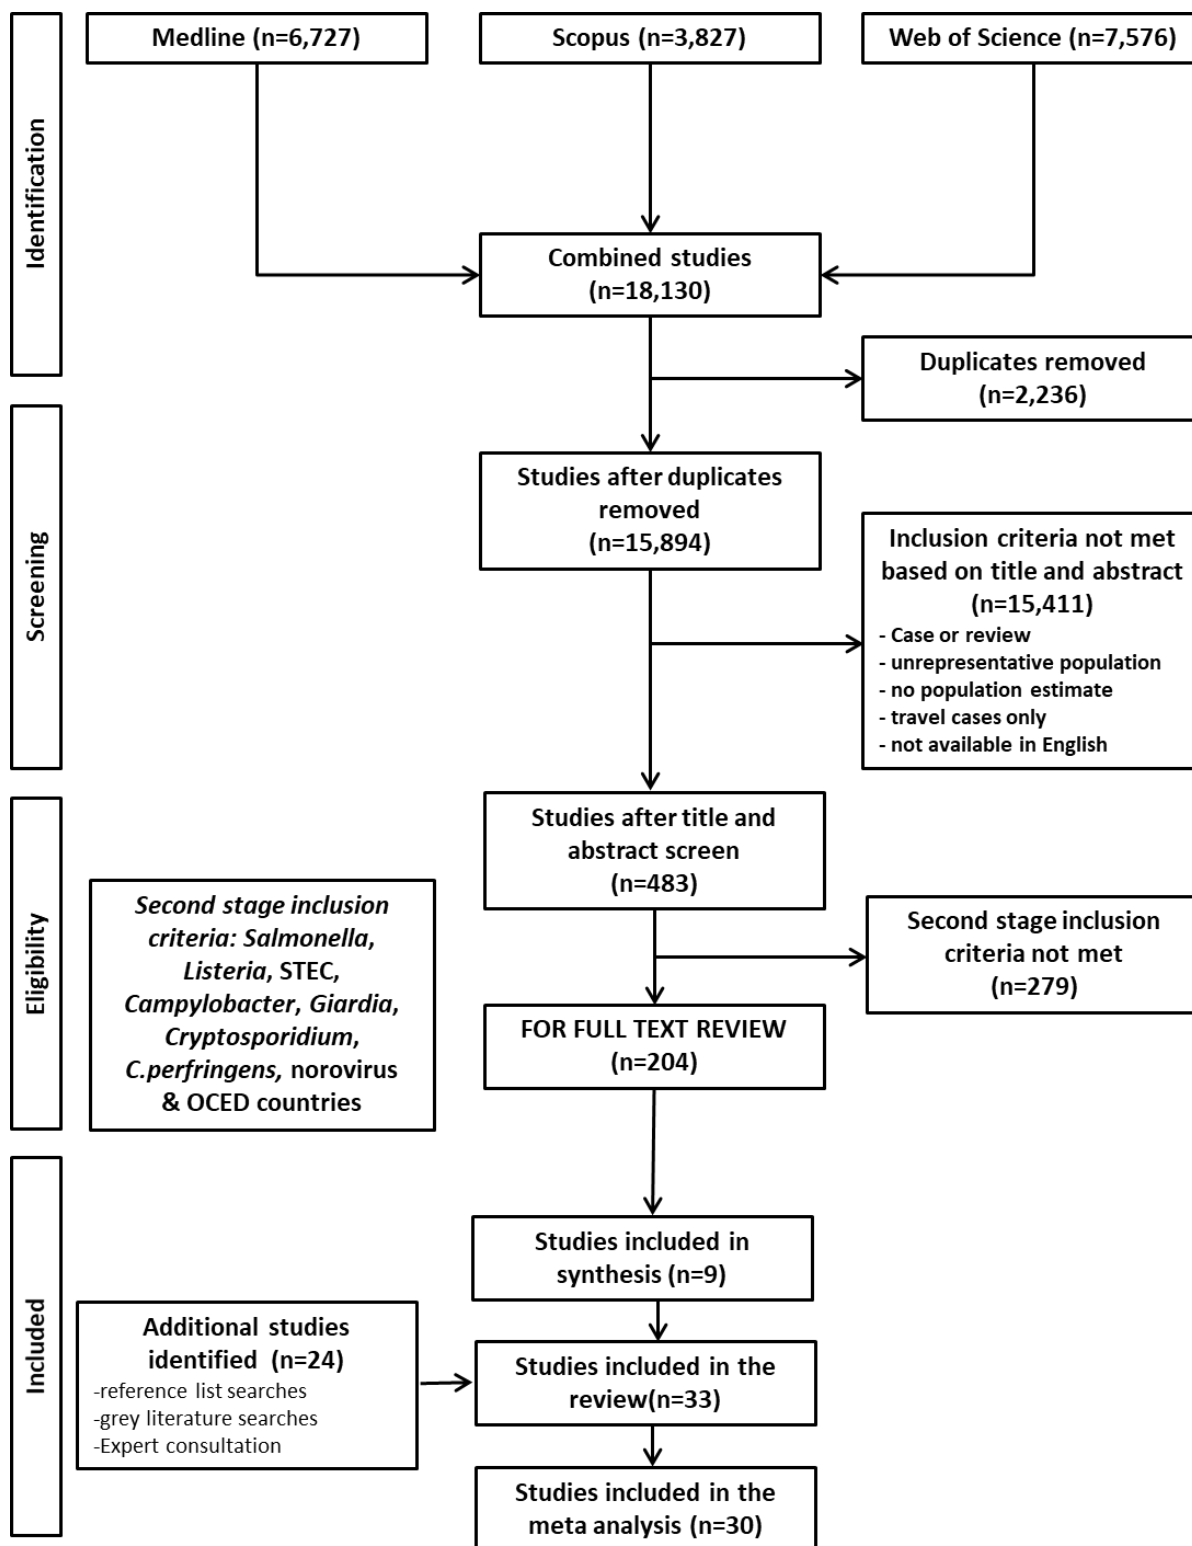 Medline (n=6,727)
Scopus (n=3,827)
Web of Science (n=7,576)
Identification
Combined studies
(n=18,130)
Duplicates removed
(n=2,236)
Screening
Studies after duplicates
removed
(n=15,894)
Inclusion criteria not met
based on title and abstract
(n=15,411)
- Case or review
- unrepresentative population
- no population estimate
- travel cases only
- not available in English
Eligibility
Studies after title and
abstract screen
(n=483)
Second stage inclusion
criteria: Salmonella,
Listeria, STEC,
Campylobacter, Giardia,
Cryptosporidium,
C.perfringens, norovirus
& OCED countries
Second stage inclusion
criteria not met
(n=279)
FOR FULL TEXT REVIEW
(n=204)
Included
Studies included in
synthesis (n=9)
Additional studies
identified (n=24)
-reference list searches
-grey literature searches
-Expert consultation
Studies included in the
review(n=33)
Studies included in the
meta analysis (n=30)